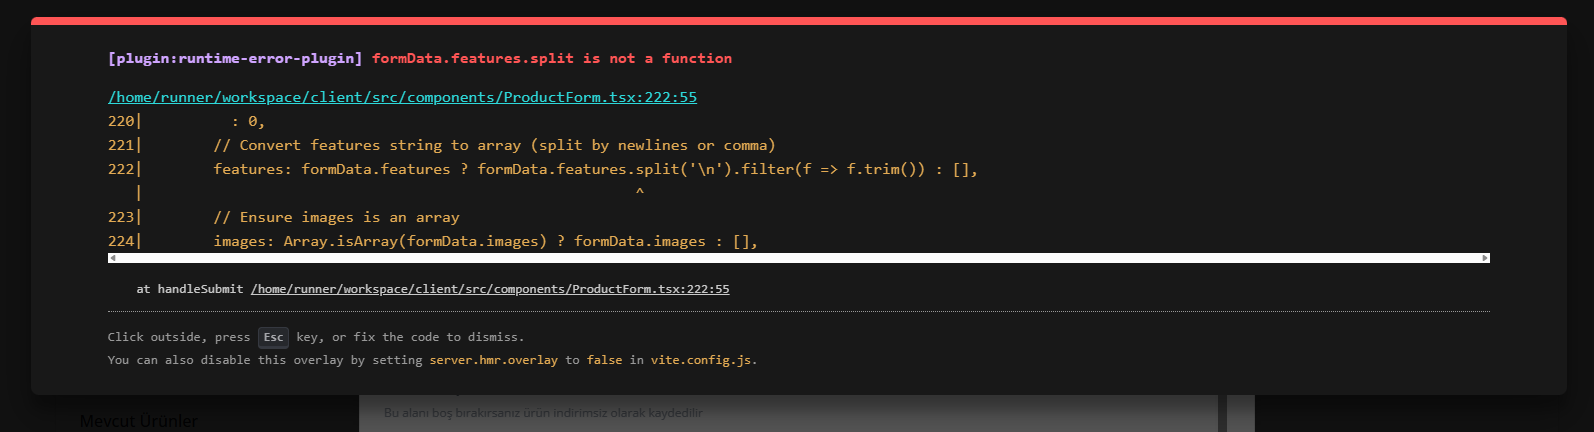 [plugin:runtime-error-plugin] formData.features.split is not a function
/home/runner/workspace/client/src/components/ProductForm.tsx:222:55
220|          : 0,
221|        // Convert features string to array (split by newlines or comma)
222|        features: formData.features ? formData.features.split('\n').filter(f => f.trim()) : [],
   |                                                        ^
223|        // Ensure images is an array
224|        images: Array.isArray(formData.images) ? formData.images : [],
at handleSubmit /home/runner/workspace/client/src/components/ProductForm.tsx:222:55
Click outside, press Esc key, or fix the code to dismiss.
You can also disable this overlay by setting server.hmr.overlay to false in vite.config.js.
Bu alanı boş bırakırsanız ürün indirimsiz olarak kaydedilir
Mevcut Ürünler